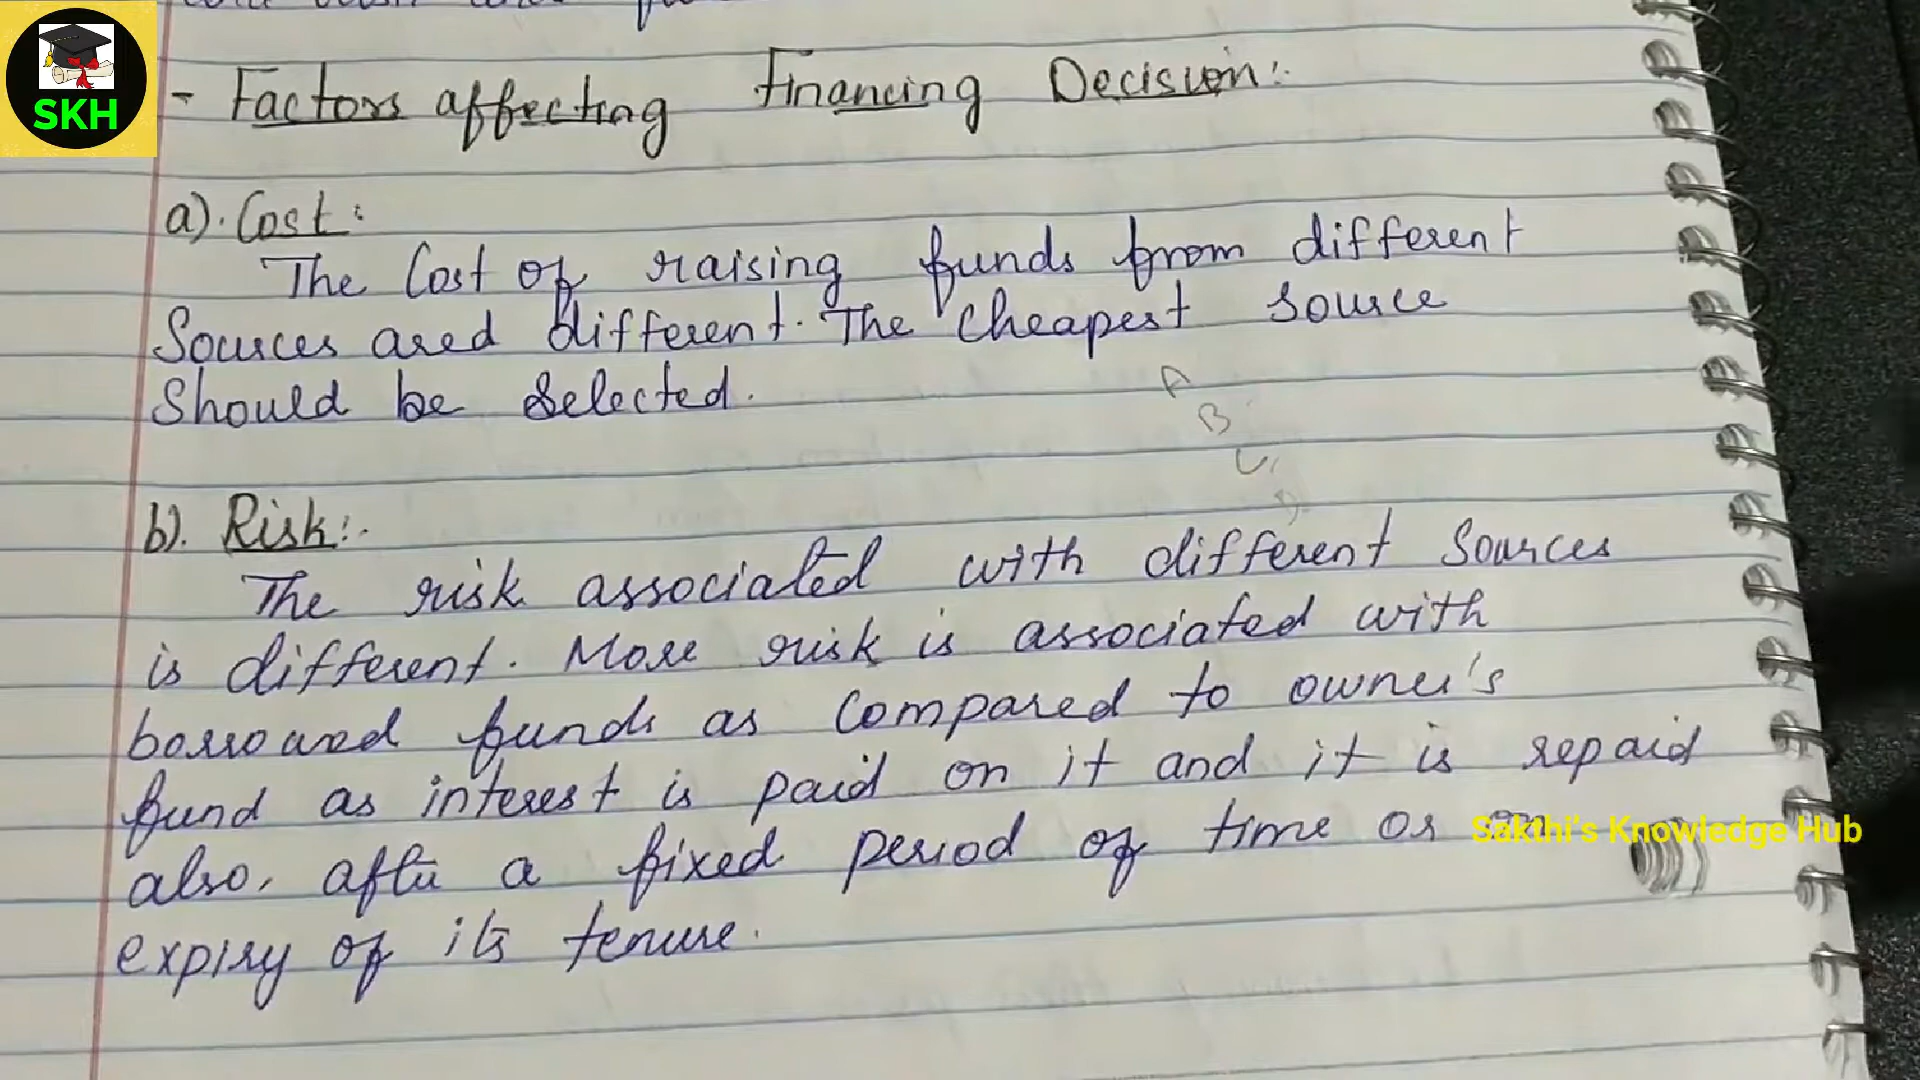 SKH
- Factors affecting Financing Decision:-
a). Cost:
The Cost of raising funds from different
Sources ared different. The cheapest source
should be selected.
A
B
C
b). Risk:-
The risk associated with different Sources
is different. More risk is associated with
borrowed funds as compared to owner's
fund as interest is paid on it and it is repaid
also, after a fixed period of time or on
Sakthi's Knowledge Hub
expiry of its tenure.